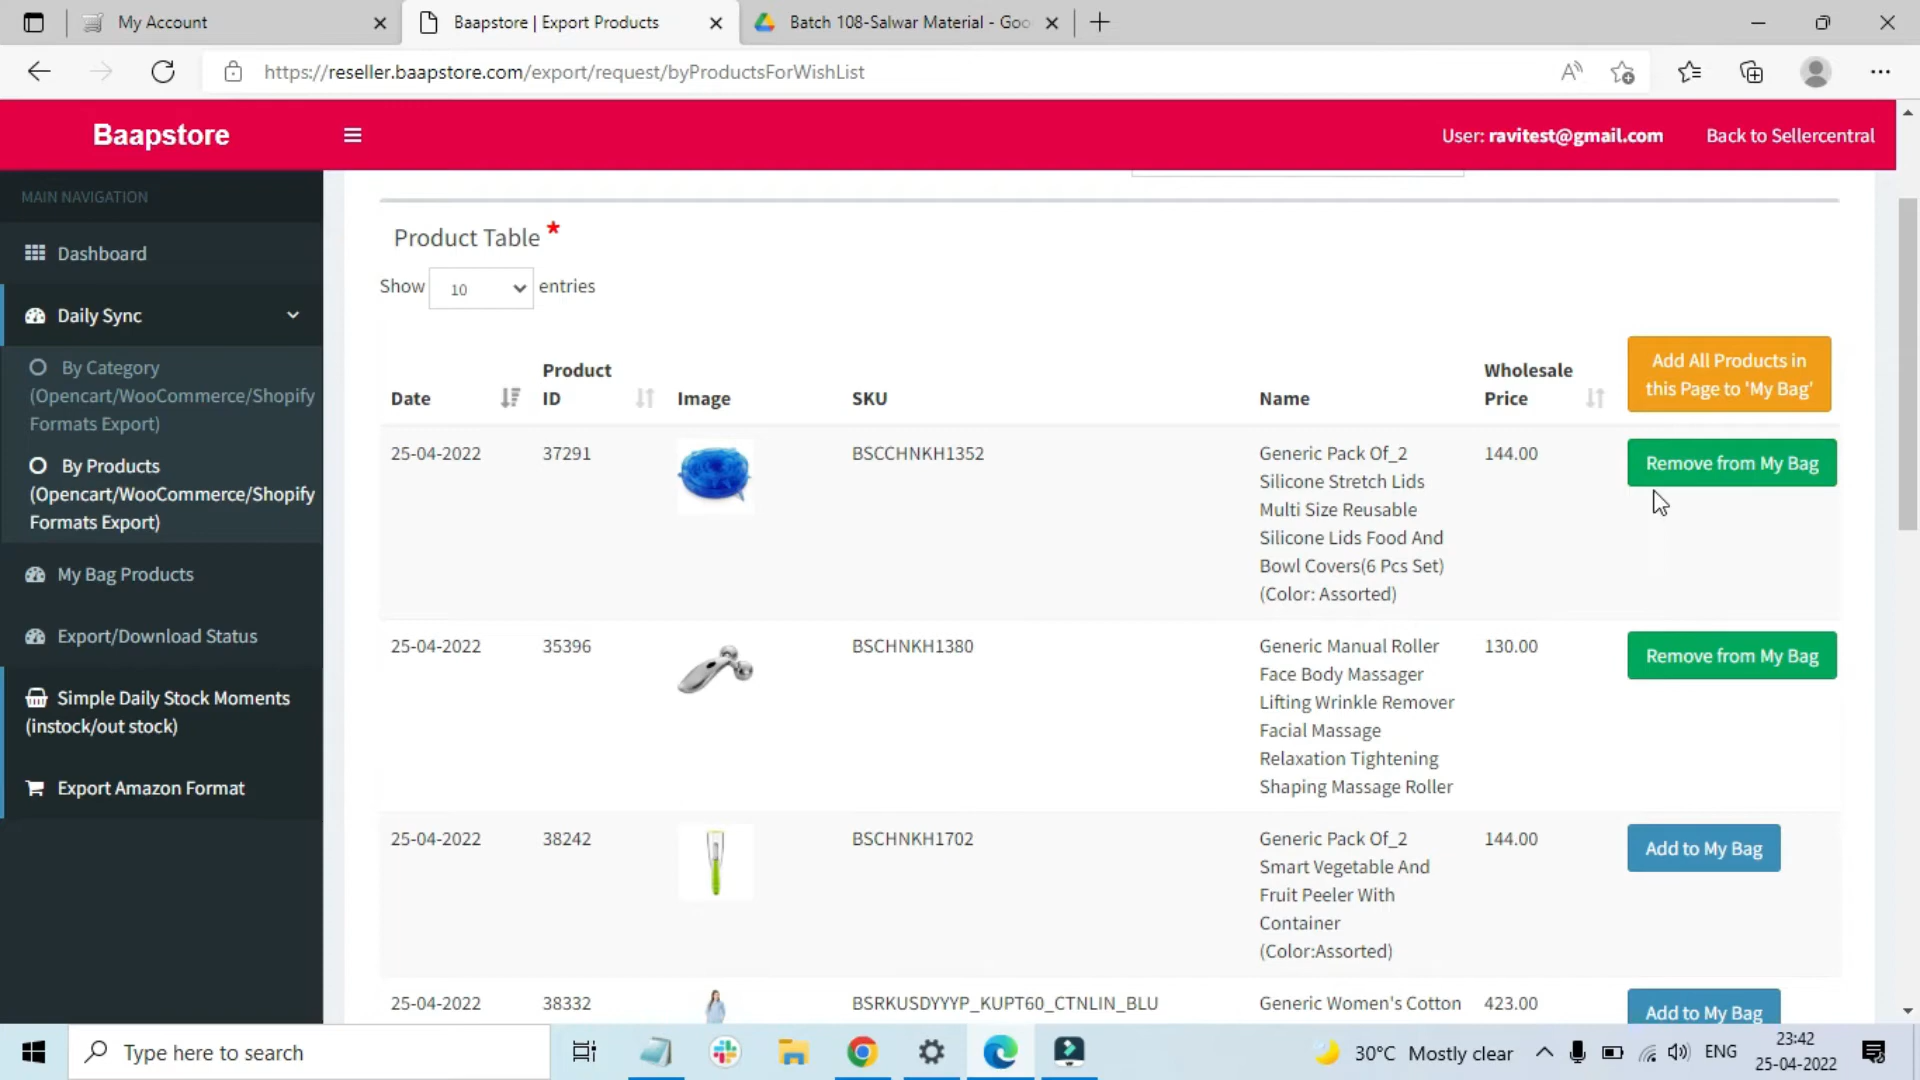 My Account
Baapstore | Export Products
Batch 108-Salwar Material - Goo
https://reseller.baapstore.com/export/request/byProductsForWishList
Baapstore
User: ravitest@gmail.com
Back to Sellercentral
MAIN NAVIGATION
Dashboard
Daily Sync
By Category
(Opencart/WooCommerce/Shopify
Formats Export)
By Products
(Opencart/WooCommerce/Shopify
Formats Export)
My Bag Products
Export/Download Status
Simple Daily Stock Moments
(instock/out stock)
Export Amazon Format
Product Table *
Show 10 entries
Date
Product
ID
Image
SKU
Name
Wholesale
Price
Add All Products in
this Page to 'My Bag'
25-04-2022
37291
BSCCHNKH1352
Generic Pack Of_2
Silicone Stretch Lids
Multi Size Reusable
Silicone Lids Food And
Bowl Covers(6 Pcs Set)
(Color: Assorted)
144.00
Remove from My Bag
25-04-2022
35396
BSCHNKH1380
Generic Manual Roller
Face Body Massager
Lifting Wrinkle Remover
Facial Massage
Relaxation Tightening
Shaping Massage Roller
130.00
Remove from My Bag
25-04-2022
38242
BSCHNKH1702
Generic Pack Of_2
Smart Vegetable And
Fruit Peeler With
Container
(Color:Assorted)
144.00
Add to My Bag
25-04-2022
38332
BSRKUSDYYYP_KUPT60_CTNLIN_BLU
Generic Women's Cotton
423.00
Add to My Bag
Type here to search
30°C Mostly clear
ENG
23:42
25-04-2022